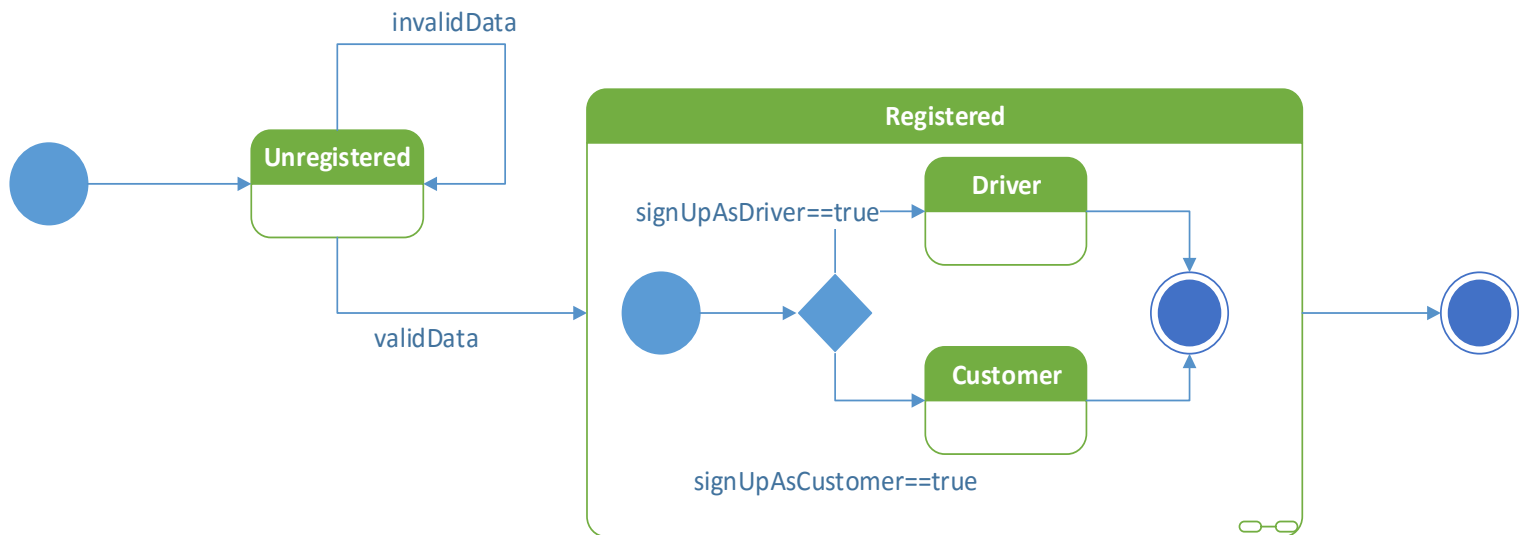 invalidData
Unregistered
validData
Registered
signUpAsDriver==true
Driver
Customer
signUpAsCustomer==true